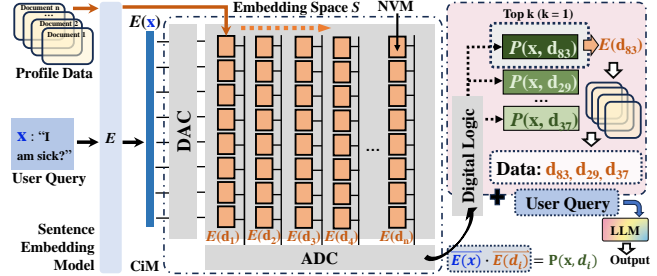 Document n
Document 2
Document 1
Profile Data
x : "I
am sick?"
User Query
Sentence
Embedding
Model
E
E(x)
CiM
DAC
Embedding Space S
NVM
...
E(d₁)
E(d₂)
E(d₃)
E(d₄)
E(dₙ)
ADC
Digital Logic
Top k (k = 1)
P(x, d₈₃)
E(d₈₃)
P(x, d₂₉)
...
P(x, d₃₇)
Data: d₈₃, d₂₉, d₃₇
+
User Query
LLM
Output
E(x) · E(dᵢ) = P(x, dᵢ)